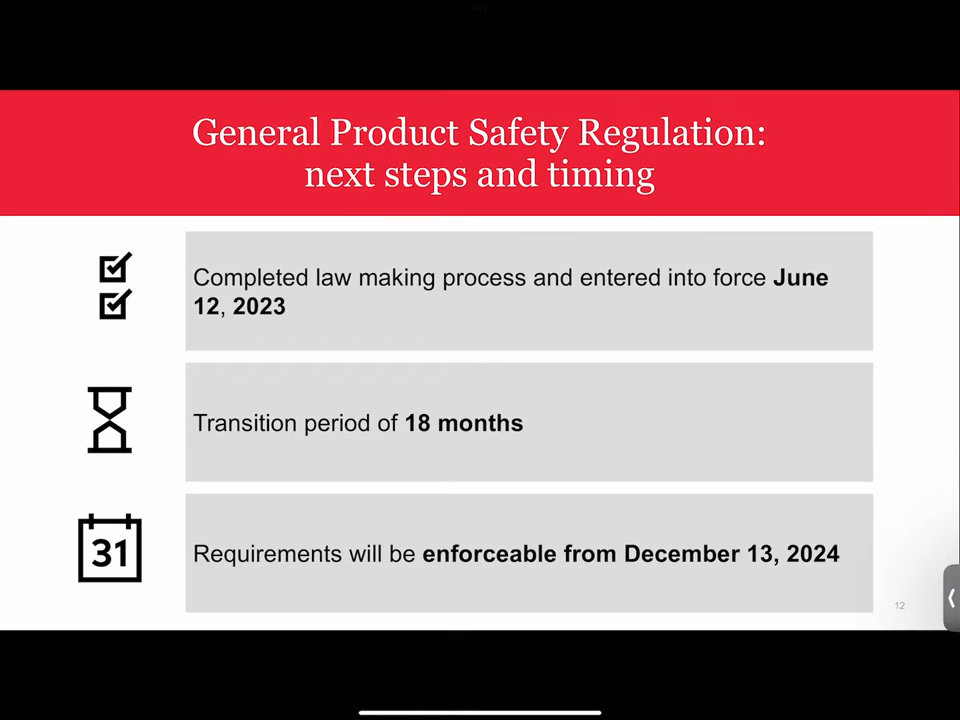 General Product Safety Regulation:
next steps and timing
Completed law making process and entered into force June
12, 2023
Transition period of 18 months
31
Requirements will be enforceable from December 13, 2024
12